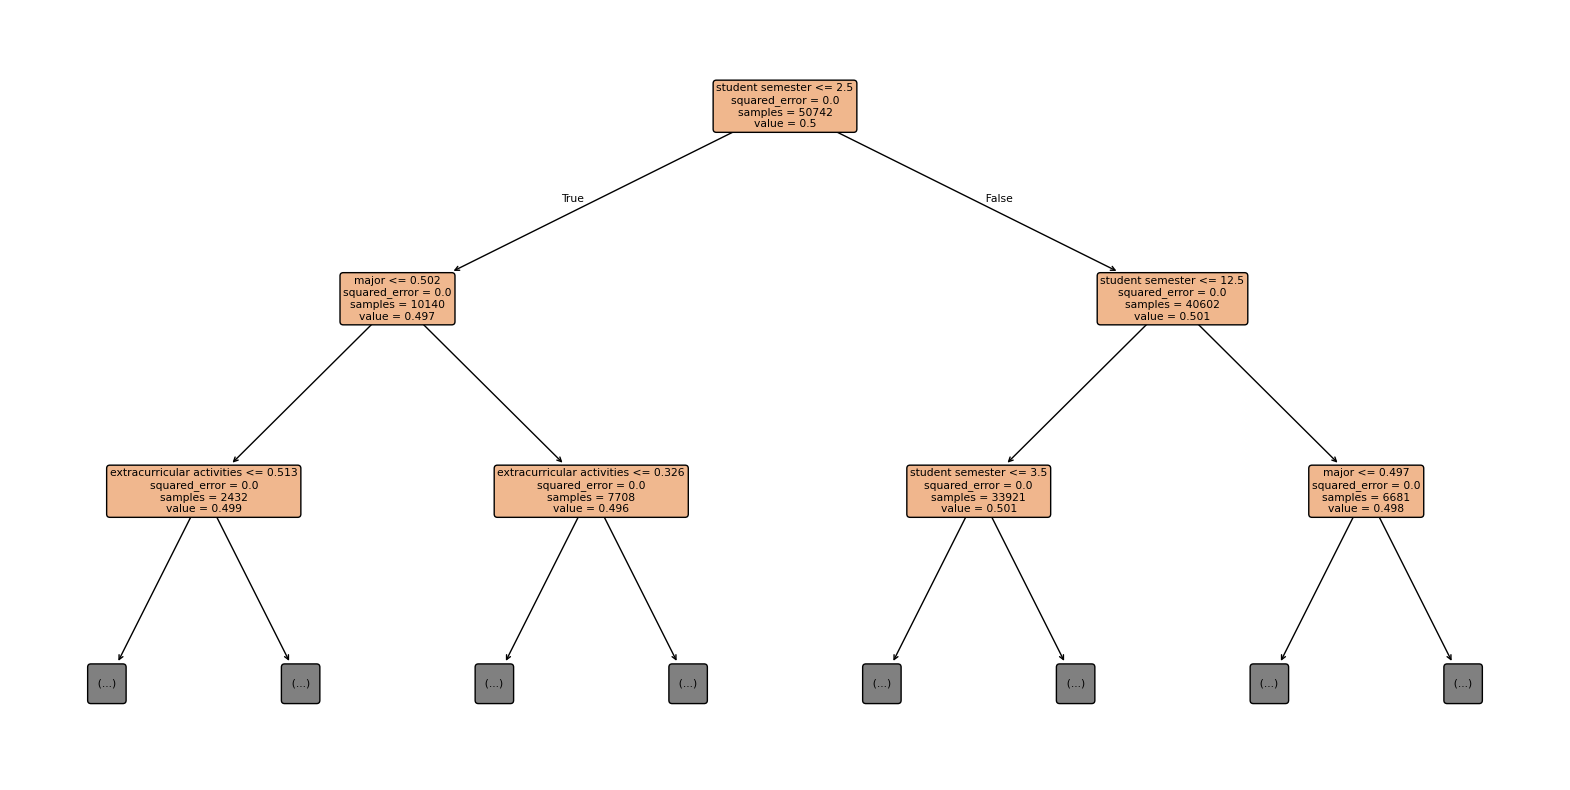 student semester <= 2.5
squared_error = 0.0
samples = 50742
value = 0.5
True
False
major <= 0.502
squared_error = 0.0
samples = 10140
value = 0.497
student semester <= 12.5
squared_error = 0.0
samples = 40602
value = 0.501
extracurricular activities <= 0.513
squared_error = 0.0
samples = 2432
value = 0.499
extracurricular activities <= 0.326
squared_error = 0.0
samples = 7708
value = 0.496
student semester <= 3.5
squared_error = 0.0
samples = 33921
value = 0.501
major <= 0.497
squared_error = 0.0
samples = 6681
value = 0.498
(...)
(...)
(...)
(...)
(...)
(...)
(...)
(...)